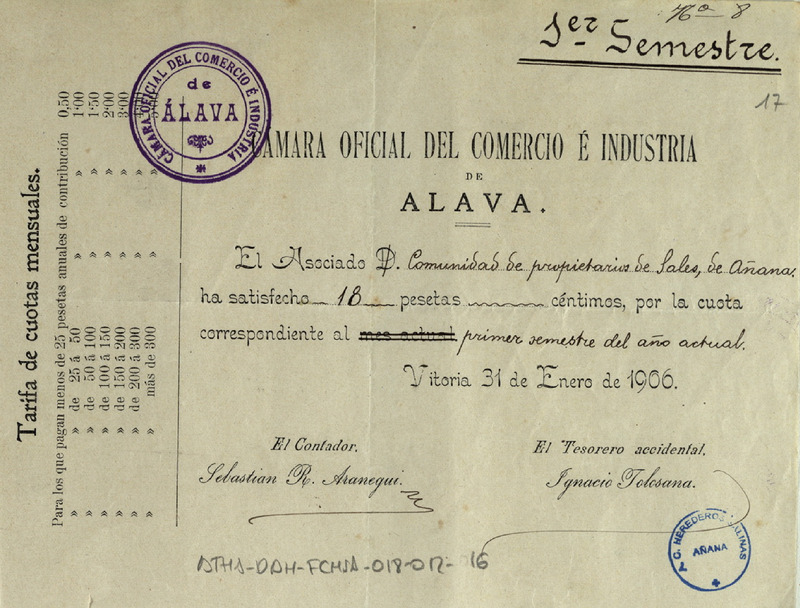 Nº 8
1er Semestre.
17
CÁMARA OFICIAL DEL COMERCIO É INDUSTRIA
de
ÁLAVA
CÁMARA OFICIAL DEL COMERCIO É INDUSTRIA
DE
ALAVA.
El Asociado D. Comunidad de propietarios de Sales, de Añana.
ha satisfecho 18 pesetas céntimos, por la cuota
correspondiente al mes actual primer semestre del año actual.
Vitoria 31 de Enero de 1906.
El Contador,
Sebastian R. Aranegui.
El Tesorero accidental,
Ignacio Tolosana.
Tarifa de cuotas mensuales.
Para los que pagan menos de 25 pesetas anuales de contribución 0,50
» de 25 á 50 » » 1'00
» de 50 á 100 » » 1'50
» de 100 á 150 » » 2'00
» de 150 á 200 » » 3'00
» de 200 á 300 » »
» más de 300 » »
HEREDEROS
AÑANA
ATHA-DAH-FCHSA-018-012-16